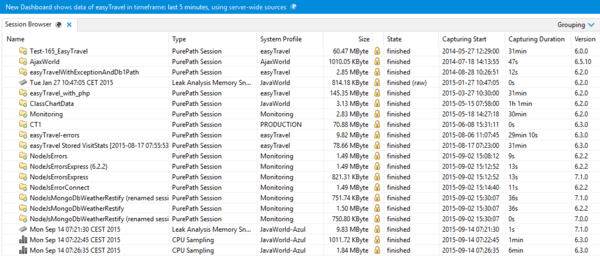 New Dashboard shows data of easyTravel in timeframe: last 5 minutes, using server-wide sources
Session Browser
Grouping
Name Type System Profile Size State Capturing Start Capturing Duration Version
Test-165_EasyTravel PurePath Session easyTravel 60.47 MByte finished 2014-05-27 12:29:00 31min 6.0.0
AjaxWorld PurePath Session AjaxWorld 1010.05 KByte finished 2014-07-18 14:13:55 47s 6.5.10
easyTravelWithExceptionAndDb1Path PurePath Session easyTravel 2.85 MByte finished 2014-08-28 10:26:51 12s 6.2.0
Tue Jan 27 10:47:05 CET 2015 Leak Analysis Memory Sn... JavaWorld 814.18 KByte finished (raw) 2015-01-27 10:47:05 0s 6.2.0
easyTravel_with_php PurePath Session easyTravel 145.35 MByte finished 2015-03-27 10:30:00 31min 6.2.0
ClassChartData PurePath Session JavaWorld 3.13 MByte finished 2015-05-15 07:58:00 1h 1min 6.2.0
Monitoring PurePath Session Monitoring 2.83 MByte finished 2015-05-18 14:27:18 30min 6.2.0
CT1 PurePath Session PRODUCTION 70.88 MByte finished 2015-06-08 15:31:11 0s 6.3.0
easyTravel-errors PurePath Session easyTravel 9.82 MByte finished 2015-08-06 11:07:45 29min 10s 6.3.0
easyTravel Stored VisitStats [2015-08-17 07:55:53] PurePath Session easyTravel 78.66 MByte finished 2015-08-17 07:23:00 31min 6.3.0
NodeJsErrors PurePath Session Monitoring 1.49 MByte finished 2015-09-02 15:08:12 9s 6.2.2
NodeJsErrorsExpress (6.2.2) PurePath Session Monitoring 1.49 MByte finished 2015-09-02 15:12:52 13s 6.2.2
NodeJsErrorsExpress PurePath Session Monitoring 821.31 KByte finished 2015-09-02 15:12:52 13s 7.1.0
NodeJsErrorConnect PurePath Session Monitoring 1.49 MByte finished 2015-09-02 15:14:40 11s 6.2.2
NodeJsMongoDbWeatherRestify (renamed sessi... PurePath Session Monitoring 751.74 KByte finished 2015-09-02 15:30:07 36s 6.2.2
NodeJsMongoDbWeatherRestify PurePath Session Monitoring 1.50 MByte finished 2015-09-02 15:30:07 36s 6.2.2
NodeJsMongoDbWeatherRestify (renamed sessi... PurePath Session Monitoring 750.80 KByte finished 2015-09-02 15:30:07 0s 7.0.0
Mon Sep 14 07:21:30 CEST 2015 Leak Analysis Memory Sn... JavaWorld-Azul 9.83 MByte finished 2015-09-14 07:21:30 1s 7.1.0
Mon Sep 14 07:22:45 CEST 2015 CPU Sampling JavaWorld-Azul 1011.72 KByte finished 2015-09-14 07:22:45 1min 6.3.0
Mon Sep 14 07:26:35 CEST 2015 CPU Sampling JavaWorld-Azul 1.84 MByte finished 2015-09-14 07:26:35 6min 6.3.0